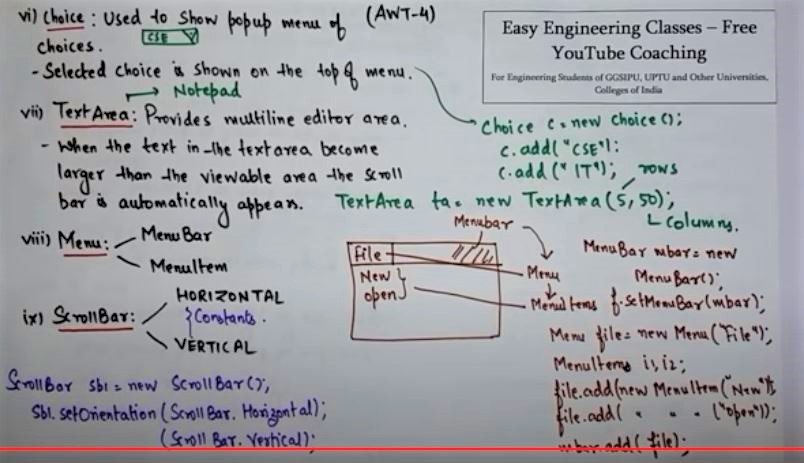 vi) Choice : Used to show popup menu of (AWT-4)
choices. CSE
- Selected choice is shown on the top of menu.
Notepad
vii) TextArea : Provides multiline editor area.
- When the text in the textarea become
larger than the viewable area the scroll
bar is automatically appears.
viii) Menu : MenuBar
MenuItem
ix) ScrollBar : HORIZONTAL
Constants.
VERTICAL
ScrollBar sb1 = new ScrollBar();
sb1.setOrientation (ScrollBar. Horizontal);
(Scroll Bar. Vertical);
Easy Engineering Classes – Free
YouTube Coaching
For Engineering Students of GGSIPU, UPTU and Other Universities,
Colleges of India
Choice c = new choice();
c.add("CSE");
c.add("IT");
rows
TextArea ta = new TextArea(5, 50);
Columns.
Menubar
File
New
open
Menu
MenuItems
MenuBar mbar = new
MenuBar();
f.setMenuBar(mbar);
Menu file = new Menu("File");
MenuItems i1, i2;
file.add(new MenuItem("New"));
file.add( " " " ("open"));
mbar.add(file);